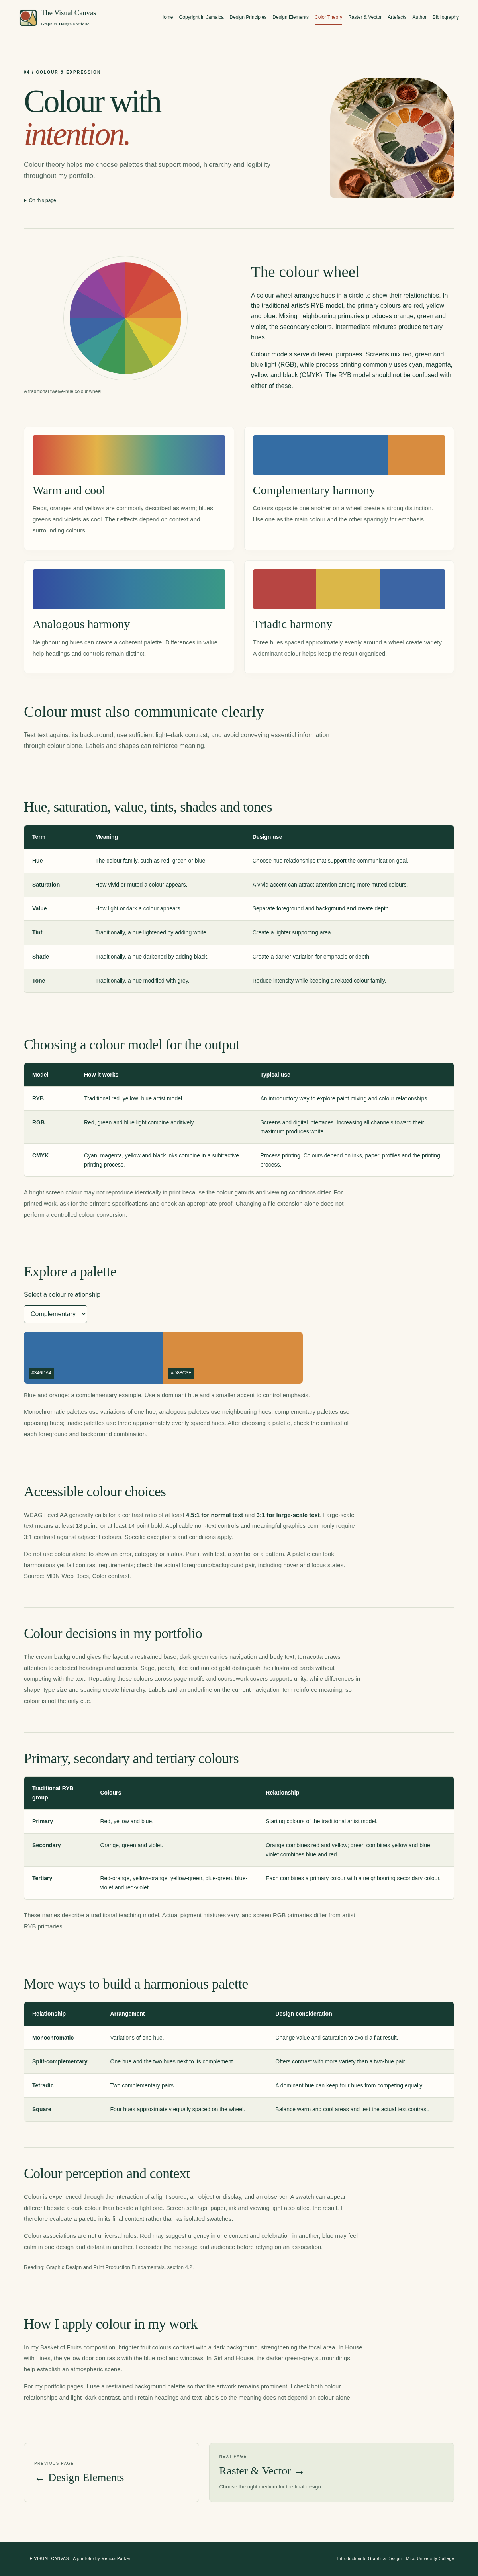 The Visual Canvas
Graphics Design Portfolio
Home Copyright in Jamaica Design Principles Design Elements Color Theory Raster & Vector Artefacts Author Bibliography
04 / COLOUR & EXPRESSION
Colour with
intention.
Colour theory helps me choose palettes that support mood, hierarchy and legibility
throughout my portfolio.
▸ On this page
The colour wheel
A colour wheel arranges hues in a circle to show their relationships. In
the traditional artist's RYB model, the primary colours are red, yellow
and blue. Mixing neighbouring primaries produces orange, green and
violet, the secondary colours. Intermediate mixtures produce tertiary
hues.
Colour models serve different purposes. Screens mix red, green and
blue light (RGB), while process printing commonly uses cyan, magenta,
yellow and black (CMYK). The RYB model should not be confused with
either of these.
A traditional twelve-hue colour wheel.
Warm and cool
Reds, oranges and yellows are commonly described as warm; blues,
greens and violets as cool. Their effects depend on context and
surrounding colours.
Complementary harmony
Colours opposite one another on a wheel create a strong distinction.
Use one as the main colour and the other sparingly for emphasis.
Analogous harmony
Neighbouring hues can create a coherent palette. Differences in value
help headings and controls remain distinct.
Triadic harmony
Three hues spaced approximately evenly around a wheel create variety.
A dominant colour helps keep the result organised.
Colour must also communicate clearly
Test text against its background, use sufficient light–dark contrast, and avoid conveying essential information
through colour alone. Labels and shapes can reinforce meaning.
Hue, saturation, value, tints, shades and tones
Term Meaning Design use
Hue The colour family, such as red, green or blue. Choose hue relationships that support the communication goal.
Saturation How vivid or muted a colour appears. A vivid accent can attract attention among more muted colours.
Value How light or dark a colour appears. Separate foreground and background and create depth.
Tint Traditionally, a hue lightened by adding white. Create a lighter supporting area.
Shade Traditionally, a hue darkened by adding black. Create a darker variation for emphasis or depth.
Tone Traditionally, a hue modified with grey. Reduce intensity while keeping a related colour family.
Choosing a colour model for the output
Model How it works Typical use
RYB Traditional red–yellow–blue artist model. An introductory way to explore paint mixing and colour relationships.
RGB Red, green and blue light combine additively. Screens and digital interfaces. Increasing all channels toward their
maximum produces white.
CMYK Cyan, magenta, yellow and black inks combine in a subtractive
printing process. Process printing. Colours depend on inks, paper, profiles and the printing
process.
A bright screen colour may not reproduce identically in print because the colour gamuts and viewing conditions differ. For
printed work, ask for the printer's specifications and check an appropriate proof. Changing a file extension alone does not
perform a controlled colour conversion.
Explore a palette
Select a colour relationship
Complementary
#346DA4
#D88C3F
Blue and orange: a complementary example. Use a dominant hue and a smaller accent to control emphasis.
Monochromatic palettes use variations of one hue; analogous palettes use neighbouring hues; complementary palettes use
opposing hues; triadic palettes use three approximately evenly spaced hues. After choosing a palette, check the contrast of
each foreground and background combination.
Accessible colour choices
WCAG Level AA generally calls for a contrast ratio of at least 4.5:1 for normal text and 3:1 for large-scale text. Large-scale
text means at least 18 point, or at least 14 point bold. Applicable non-text controls and meaningful graphics commonly require
3:1 contrast against adjacent colours. Specific exceptions and conditions apply.
Do not use colour alone to show an error, category or status. Pair it with text, a symbol or a pattern. A palette can look
harmonious yet fail contrast requirements; check the actual foreground/background pair, including hover and focus states.
Source: MDN Web Docs, Color contrast.
Colour decisions in my portfolio
The cream background gives the layout a restrained base; dark green carries navigation and body text; terracotta draws
attention to selected headings and accents. Sage, peach, lilac and muted gold distinguish the illustrated cards without
competing with the text. Repeating these colours across page motifs and coursework covers supports unity, while differences in
shape, type size and spacing create hierarchy. Labels and an underline on the current navigation item reinforce meaning, so
colour is not the only cue.
Primary, secondary and tertiary colours
Traditional RYB
group Colours Relationship
Primary Red, yellow and blue. Starting colours of the traditional artist model.
Secondary Orange, green and violet. Orange combines red and yellow; green combines yellow and blue;
violet combines blue and red.
Tertiary Red-orange, yellow-orange, yellow-green, blue-green, blue-
violet and red-violet. Each combines a primary colour with a neighbouring secondary colour.
These names describe a traditional teaching model. Actual pigment mixtures vary, and screen RGB primaries differ from artist
RYB primaries.
More ways to build a harmonious palette
Relationship Arrangement Design consideration
Monochromatic Variations of one hue. Change value and saturation to avoid a flat result.
Split-complementary One hue and the two hues next to its complement. Offers contrast with more variety than a two-hue pair.
Tetradic Two complementary pairs. A dominant hue can keep four hues from competing equally.
Square Four hues approximately equally spaced on the wheel. Balance warm and cool areas and test the actual text contrast.
Colour perception and context
Colour is experienced through the interaction of a light source, an object or display, and an observer. A swatch can appear
different beside a dark colour than beside a light one. Screen settings, paper, ink and viewing light also affect the result. I
therefore evaluate a palette in its final context rather than as isolated swatches.
Colour associations are not universal rules. Red may suggest urgency in one context and celebration in another; blue may feel
calm in one design and distant in another. I consider the message and audience before relying on an association.
Reading: Graphic Design and Print Production Fundamentals, section 4.2.
How I apply colour in my work
In my Basket of Fruits composition, brighter fruit colours contrast with a dark background, strengthening the focal area. In House
with Lines, the yellow door contrasts with the blue roof and windows. In Girl and House, the darker green-grey surroundings
help establish an atmospheric scene.
For my portfolio pages, I use a restrained background palette so that the artwork remains prominent. I check both colour
relationships and light–dark contrast, and I retain headings and text labels so the meaning does not depend on colour alone.
PREVIOUS PAGE
← Design Elements
NEXT PAGE
Raster & Vector →
Choose the right medium for the final design.
THE VISUAL CANVAS · A portfolio by Melicia Parker
Introduction to Graphics Design · Mico University College